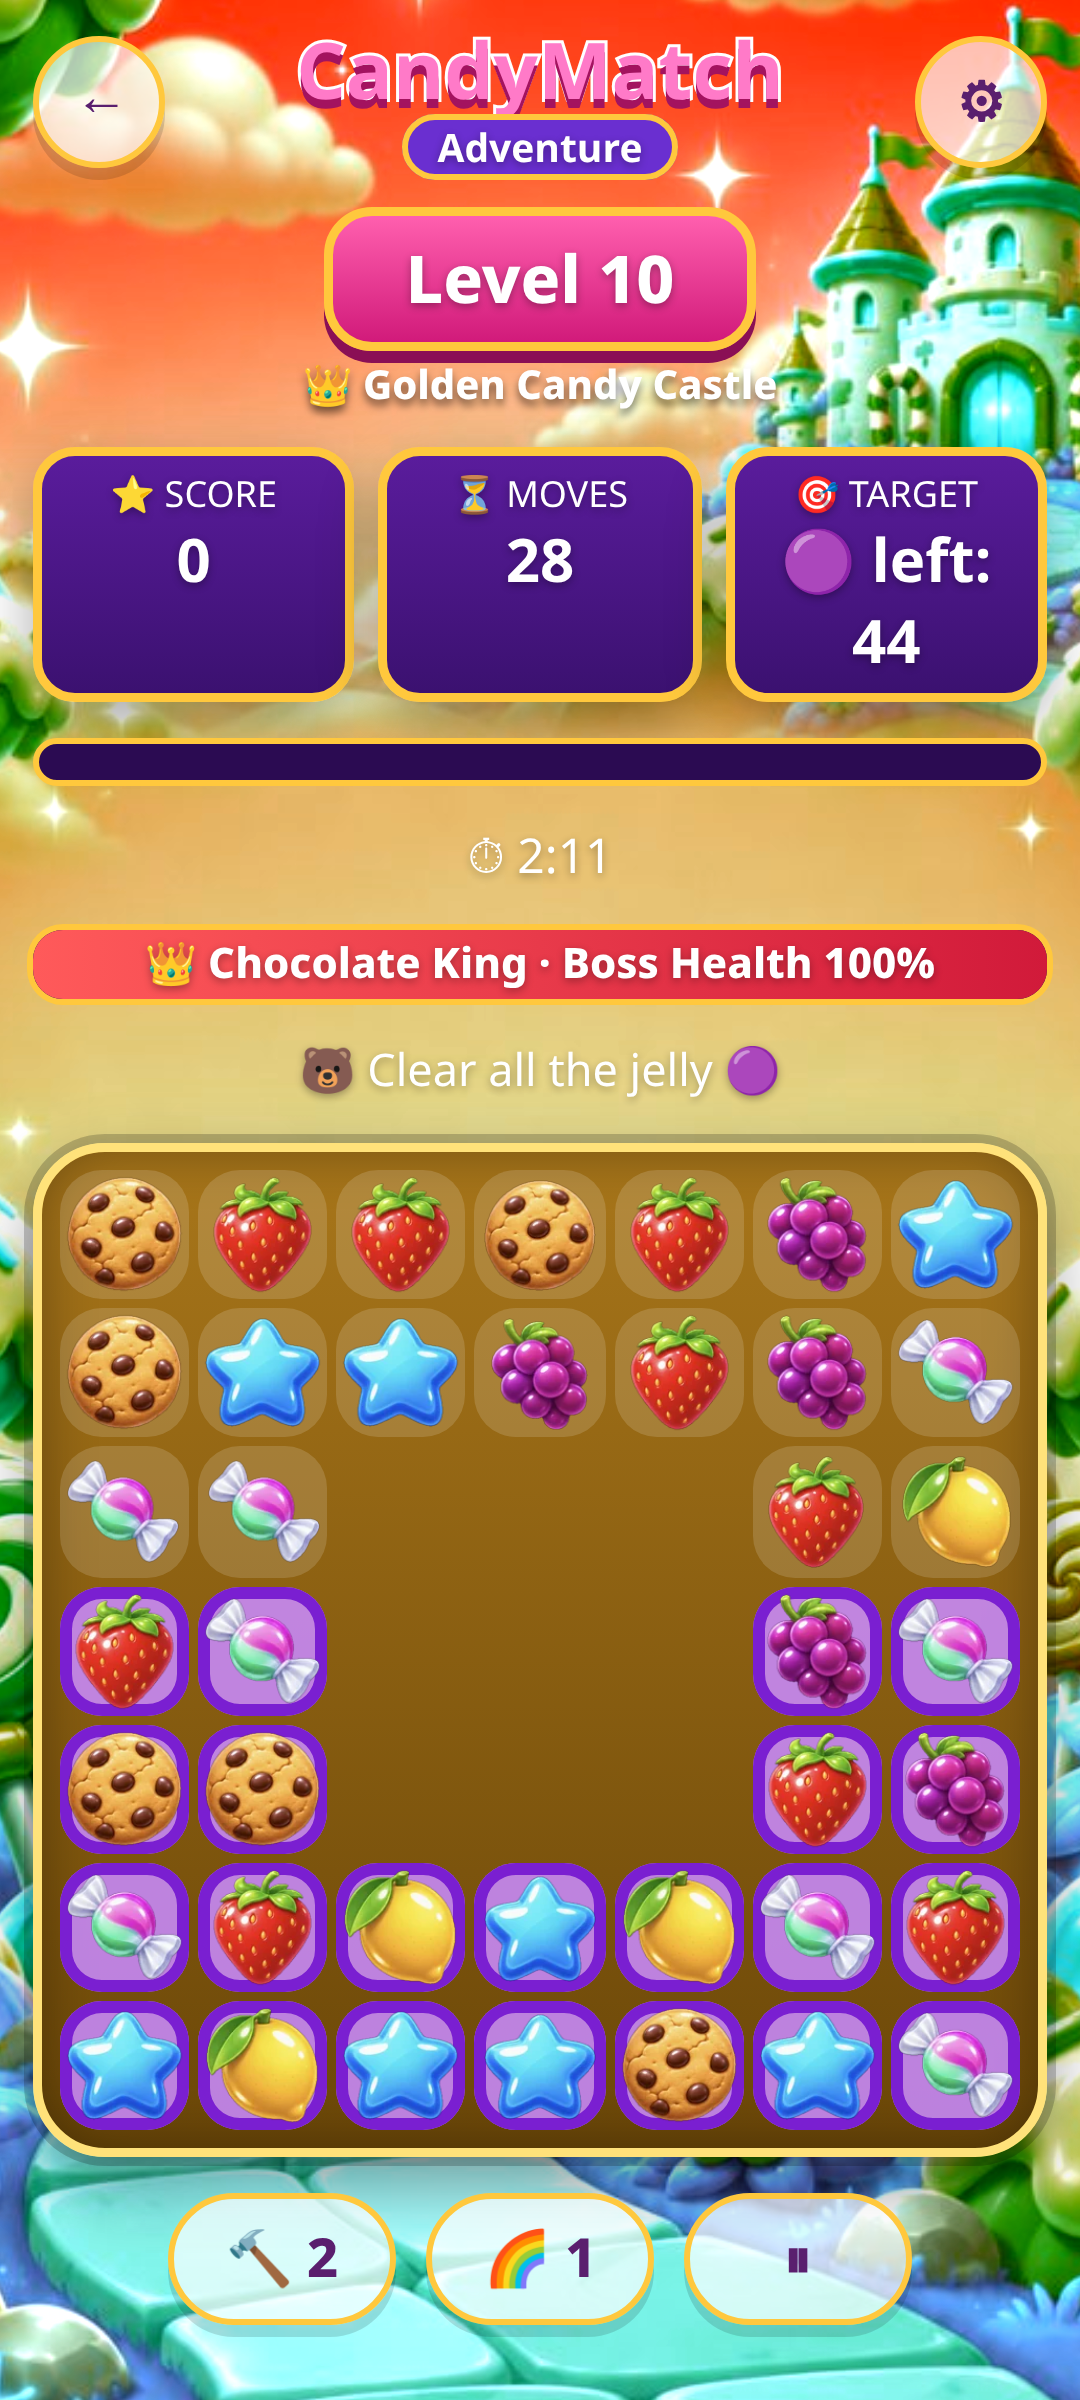 CandyMatch
Adventure
Level 10
👑 Golden Candy Castle
⭐ SCORE
0
⏳ MOVES
28
🎯 TARGET
🟣 left:
44
⏱ 2:11
👑 Chocolate King · Boss Health 100%
🐻 Clear all the jelly 🟣
🔨 2
🌈 1